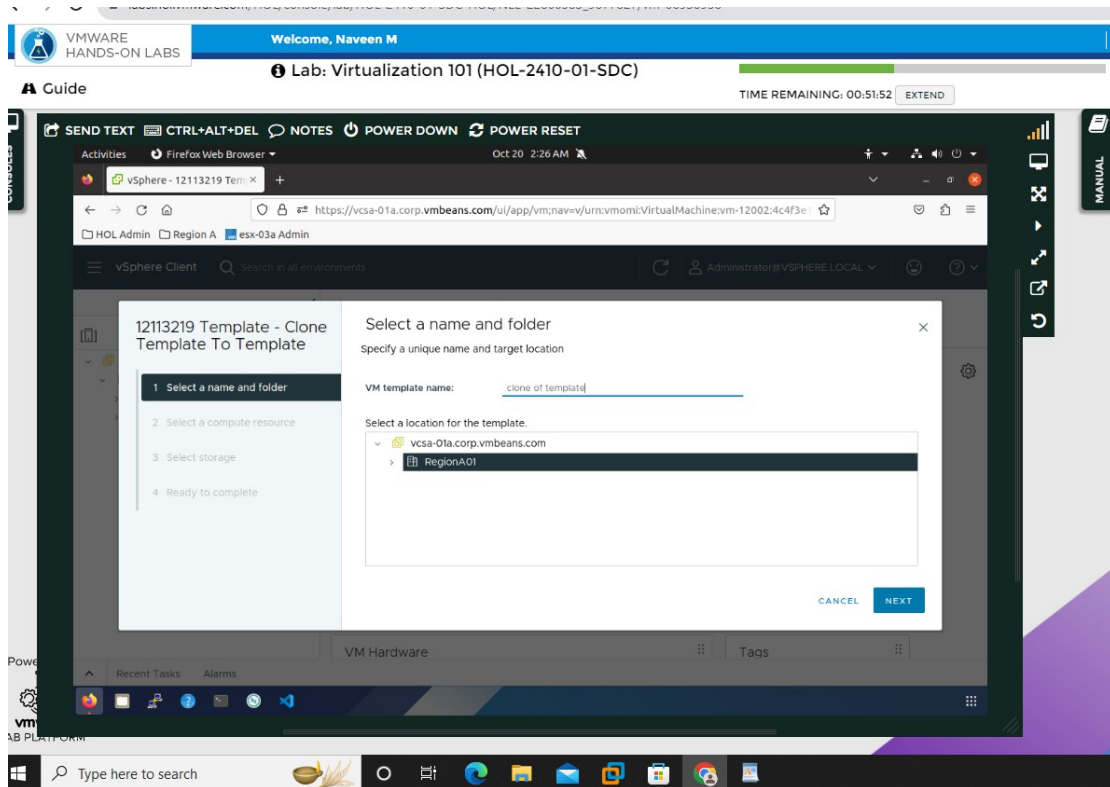 VMWARE
HANDS-ON LABS
Welcome, Naveen M
Lab: Virtualization 101 (HOL-2410-01-SDC)
Guide
TIME REMAINING: 00:51:52 EXTEND
CONSOLES
SEND TEXT CTRL+ALT+DEL NOTES POWER DOWN POWER RESET
MANUAL
Activities Firefox Web Browser Oct 20 2:26 AM
vSphere - 12113219 Tem
https://vcsa-01a.corp.vmbeans.com/ui/app/vm;nav=v/urn:vmomi:VirtualMachine:vm-12002:4c4f3e
HOL Admin Region A esx-03a Admin
vSphere Client Search in all environments Administrator@VSPHERE.LOCAL
12113219 Template - Clone
Template To Template
1 Select a name and folder
2 Select a compute resource
3 Select storage
4 Ready to complete
Select a name and folder
Specify a unique name and target location
VM template name: clone of template
Select a location for the template.
vcsa-01a.corp.vmbeans.com
RegionA01
CANCEL NEXT
VM Hardware Tags
Recent Tasks Alarms
Powe
vm
AB PLATFORM
Type here to search